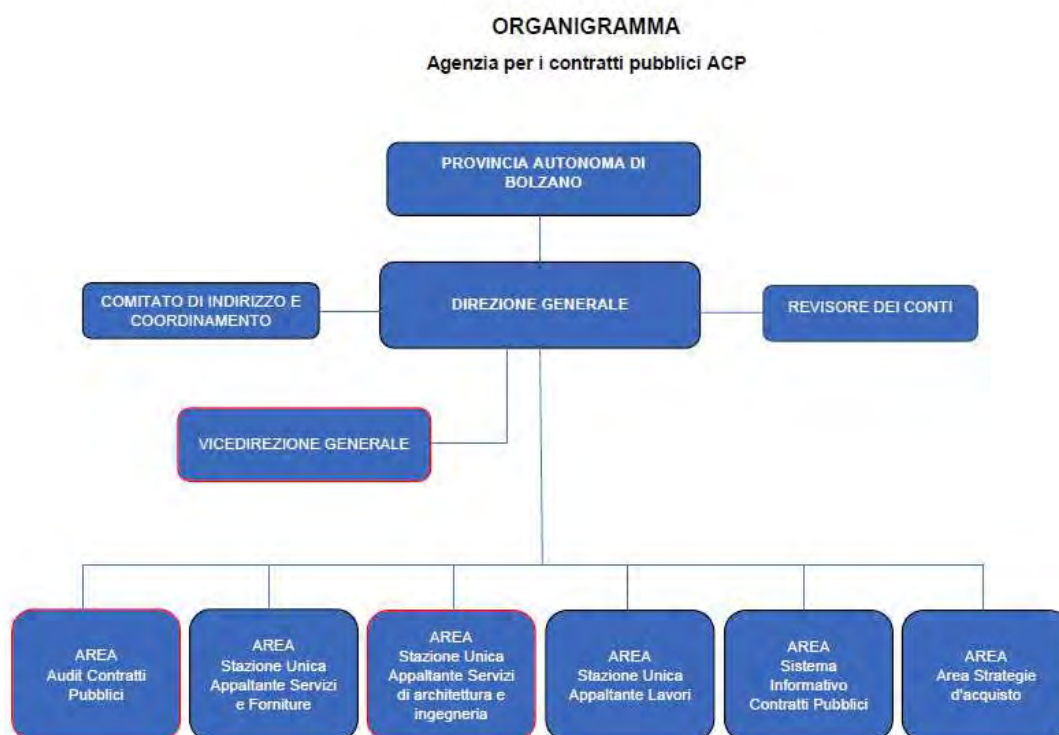 ORGANIGRAMMA
Agenzia per i contratti pubblici ACP
PROVINCIA AUTONOMA DI
BOLZANO
COMITATO DI INDIRIZZO E
COORDINAMENTO
DIREZIONE GENERALE
REVISORE DEI CONTI
VICEDIREZIONE GENERALE
AREA
Audit Contratti
Pubblici
AREA
Stazione Unica
Appaltante Servizi
e Forniture
AREA
Stazione Unica
Appaltante Servizi
di architettura e
ingegneria
AREA
Stazione Unica
Appaltante Lavori
AREA
Sistema
Informativo
Contratti Pubblici
AREA
Area Strategie
d'acquisto